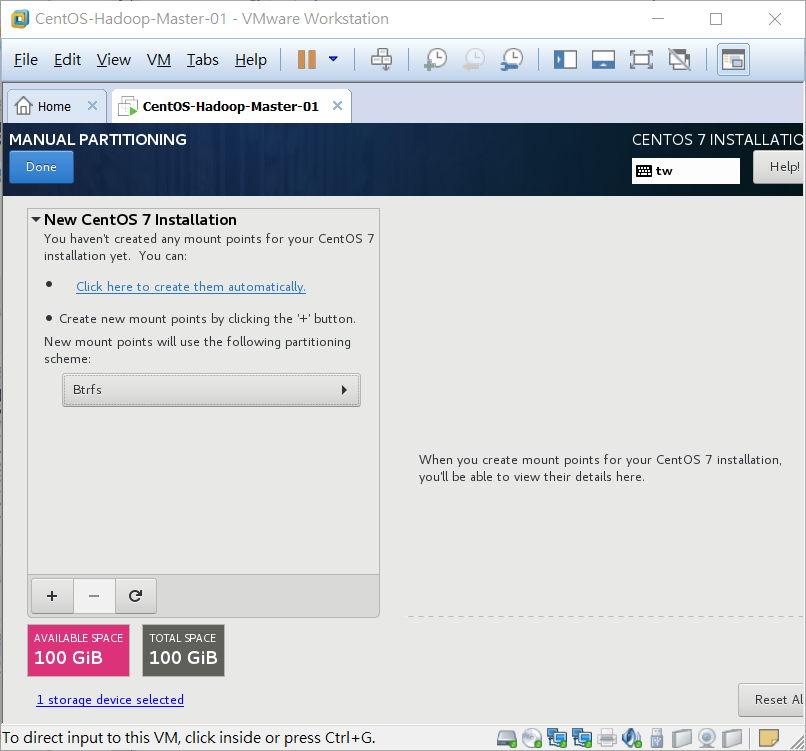 CentOS-Hadoop-Master-01 - VMware Workstation
File Edit View VM Tabs Help
Home CentOS-Hadoop-Master-01
MANUAL PARTITIONING
CENTOS 7 INSTALLATIO
Done
tw
Help!
New CentOS 7 Installation
You haven't created any mount points for your CentOS 7
installation yet. You can:
Click here to create them automatically.
Create new mount points by clicking the '+' button.
New mount points will use the following partitioning
scheme:
Btrfs
When you create mount points for your CentOS 7 installation,
you'll be able to view their details here.
AVAILABLE SPACE
100 GiB
TOTAL SPACE
100 GiB
1 storage device selected
Reset Al
To direct input to this VM, click inside or press Ctrl+G.